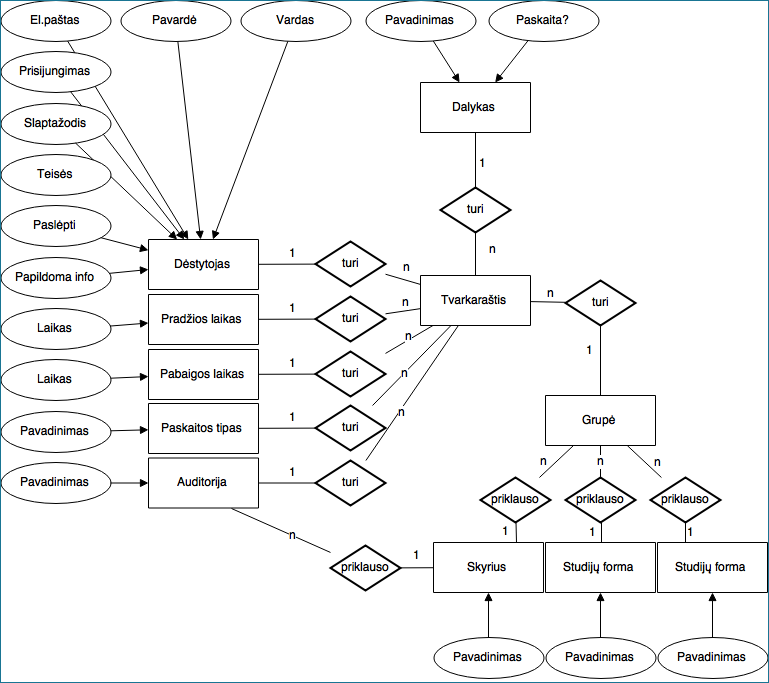 El.paštas
Pavardė
Vardas
Pavadinimas
Paskaita?
Prisijungimas
Slaptažodis
Teisės
Paslėpti
Papildoma info
Laikas
Laikas
Pavadinimas
Pavadinimas
Dalykas
1
turi
n
Dėstytojas
1
turi
n
Tvarkaraštis
n
turi
1
Pradžios laikas
1
turi
n
Pabaigos laikas
1
turi
n
Paskaitos tipas
1
turi
n
Auditorija
1
turi
n
Grupė
n
n
n
priklauso
priklauso
priklauso
1
1
1
n
priklauso
1
Skyrius
Studijų forma
Studijų forma
Pavadinimas
Pavadinimas
Pavadinimas